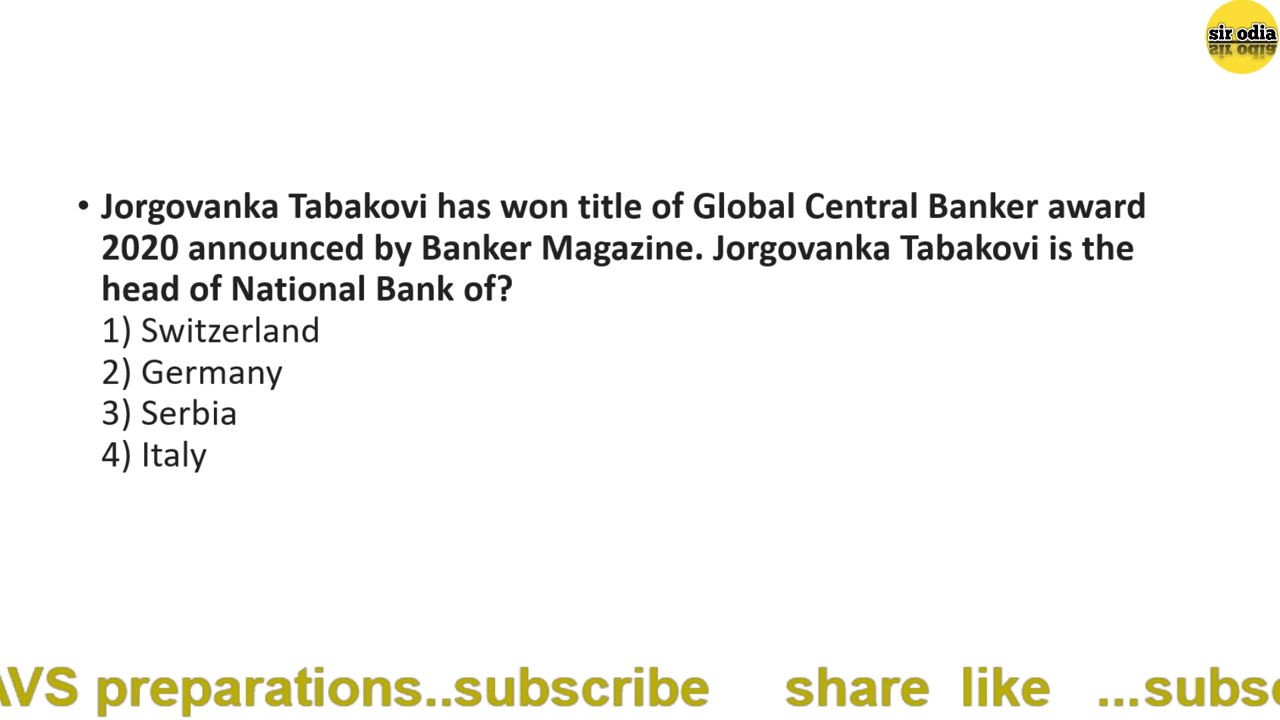 sir odia
• Jorgovanka Tabakovi has won title of Global Central Banker award
2020 announced by Banker Magazine. Jorgovanka Tabakovi is the
head of National Bank of?
1) Switzerland
2) Germany
3) Serbia
4) Italy
AVS preparations..subscribe share like ...subsc